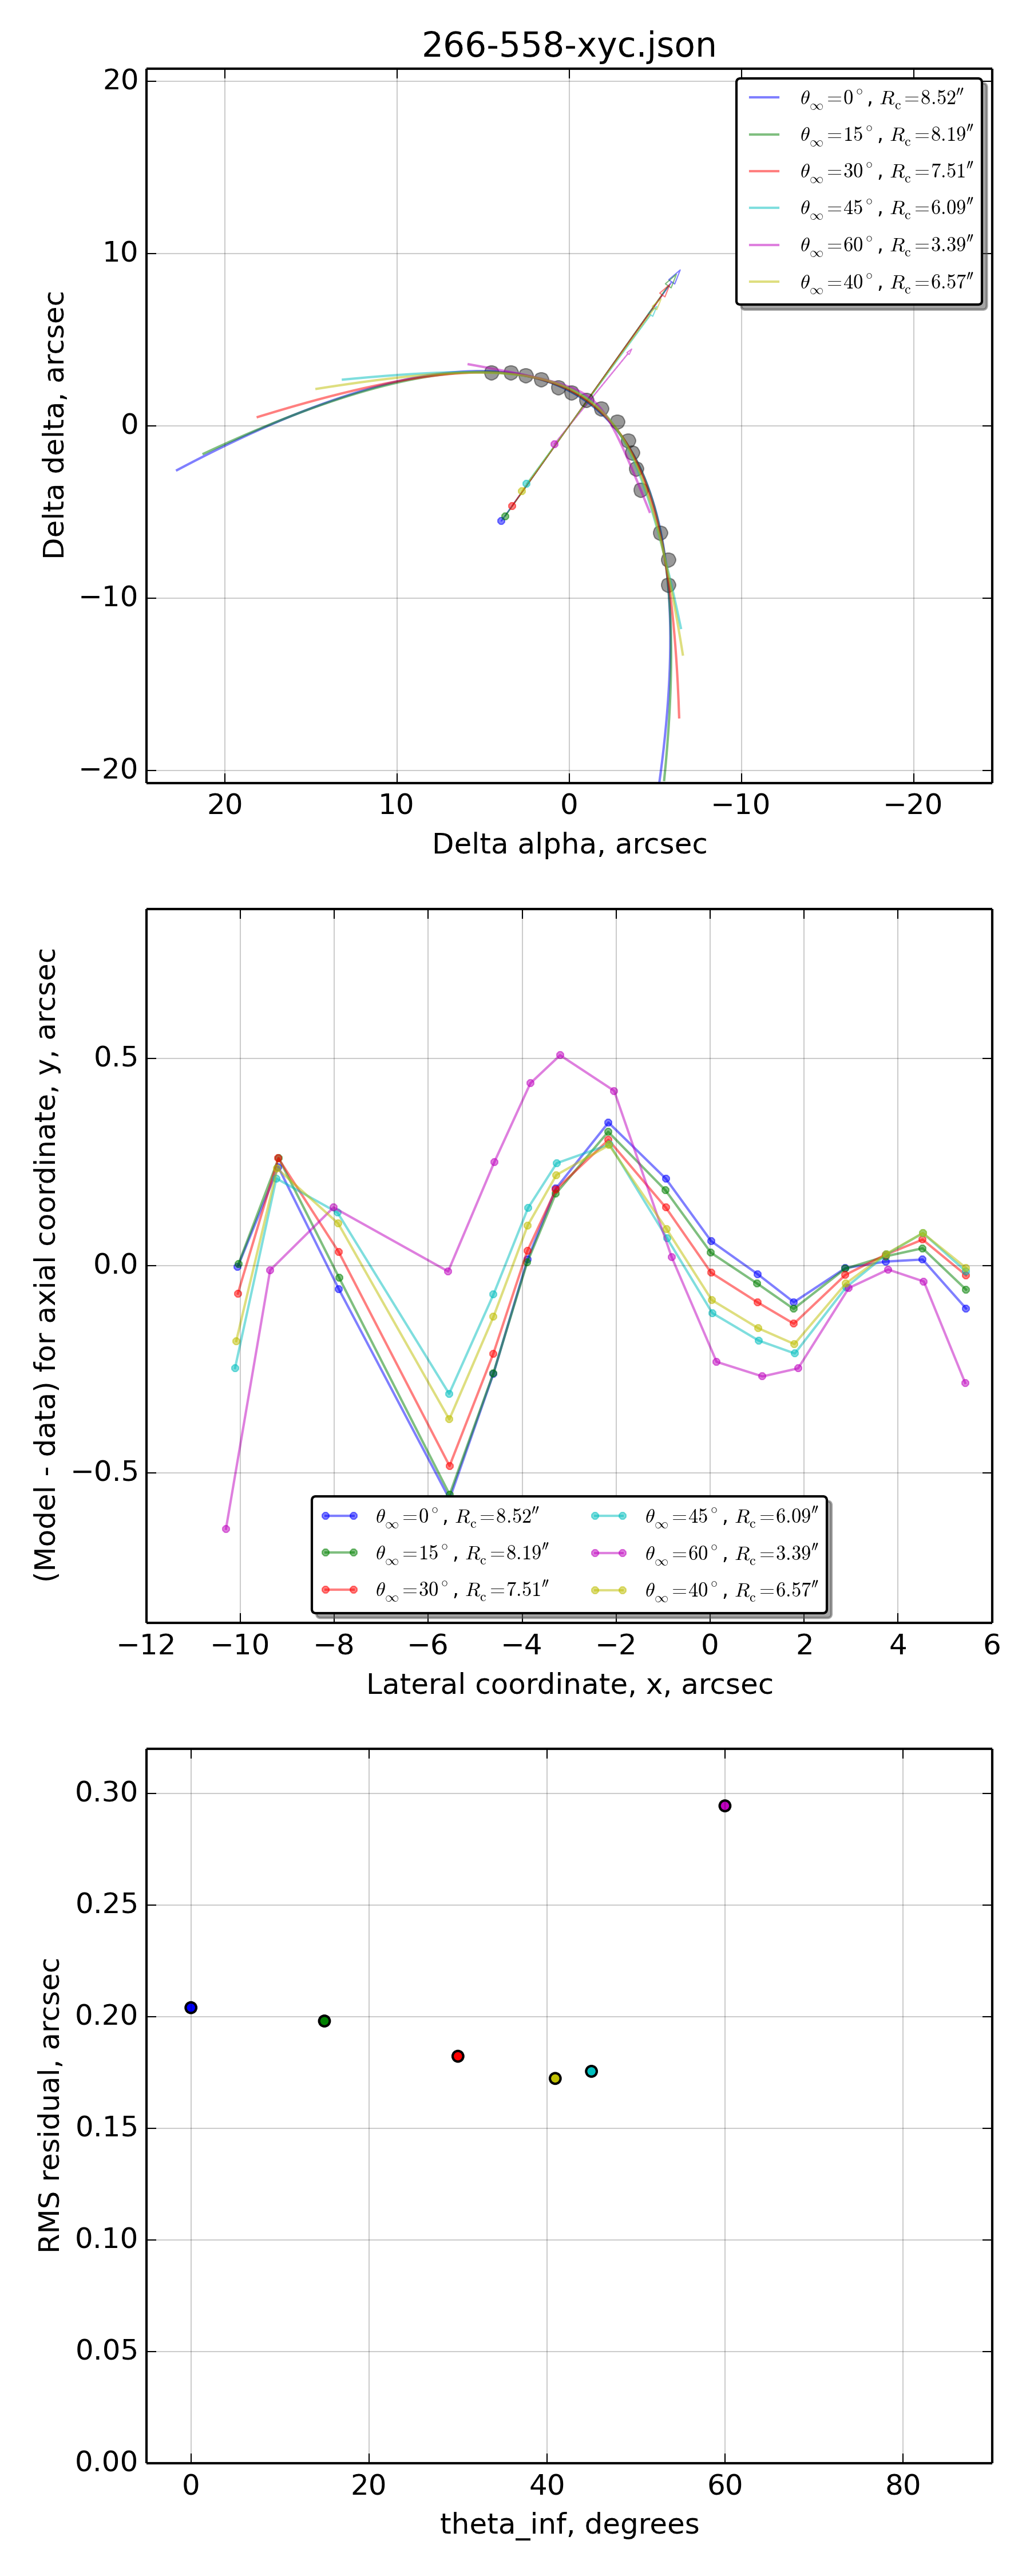 266-558-xyc.json
20
10
0
−10
−20
Delta delta, arcsec
θ∞=0°, Rc=8.52″
θ∞=15°, Rc=8.19″
θ∞=30°, Rc=7.51″
θ∞=45°, Rc=6.09″
θ∞=60°, Rc=3.39″
θ∞=40°, Rc=6.57″
20 10 0 −10 −20
Delta alpha, arcsec
(Model - data) for axial coordinate, y, arcsec
0.5
0.0
−0.5
θ∞=0°, Rc=8.52″ θ∞=45°, Rc=6.09″
θ∞=15°, Rc=8.19″ θ∞=60°, Rc=3.39″
θ∞=30°, Rc=7.51″ θ∞=40°, Rc=6.57″
−12 −10 −8 −6 −4 −2 0 2 4 6
Lateral coordinate, x, arcsec
RMS residual, arcsec
0.30
0.25
0.20
0.15
0.10
0.05
0.00
0 20 40 60 80
theta_inf, degrees